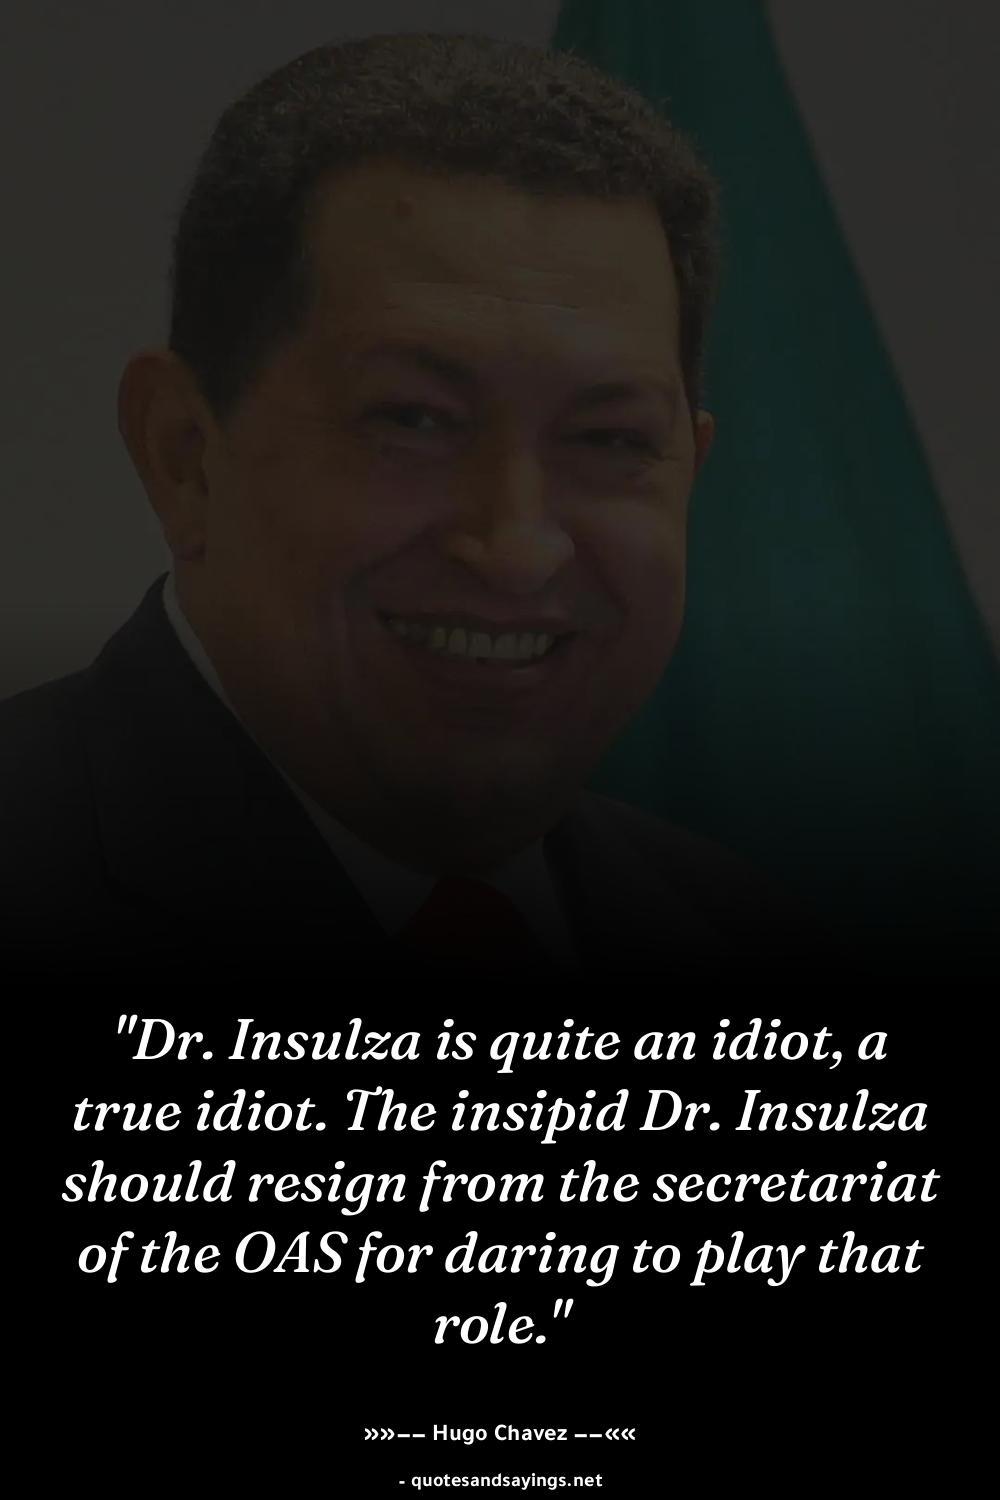 "Dr. Insulza is quite an idiot, a
true idiot. The insipid Dr. Insulza
should resign from the secretariat
of the OAS for daring to play that
role."
»»−− Hugo Chavez −−««
- quotesandsayings.net